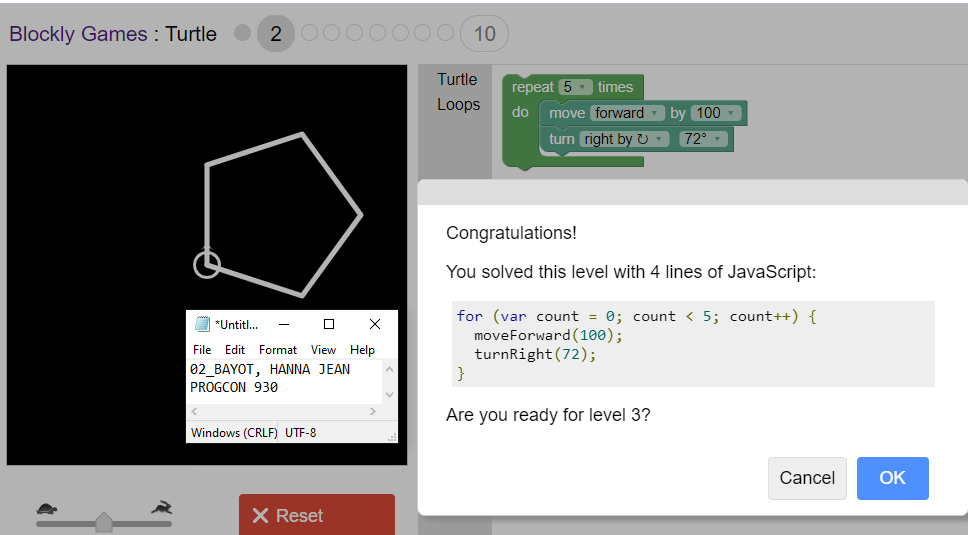 Blockly Games : Turtle 2 10
Turtle
Loops
repeat 5 times
do move forward by 100
turn right by ↻ 72°
Congratulations!
You solved this level with 4 lines of JavaScript:
for (var count = 0; count < 5; count++) {
  moveForward(100);
  turnRight(72);
}
Are you ready for level 3?
Cancel OK
*Untitl...
File Edit Format View Help
02_BAYOT, HANNA JEAN
PROGCON 930
Windows (CRLF) UTF-8
Reset